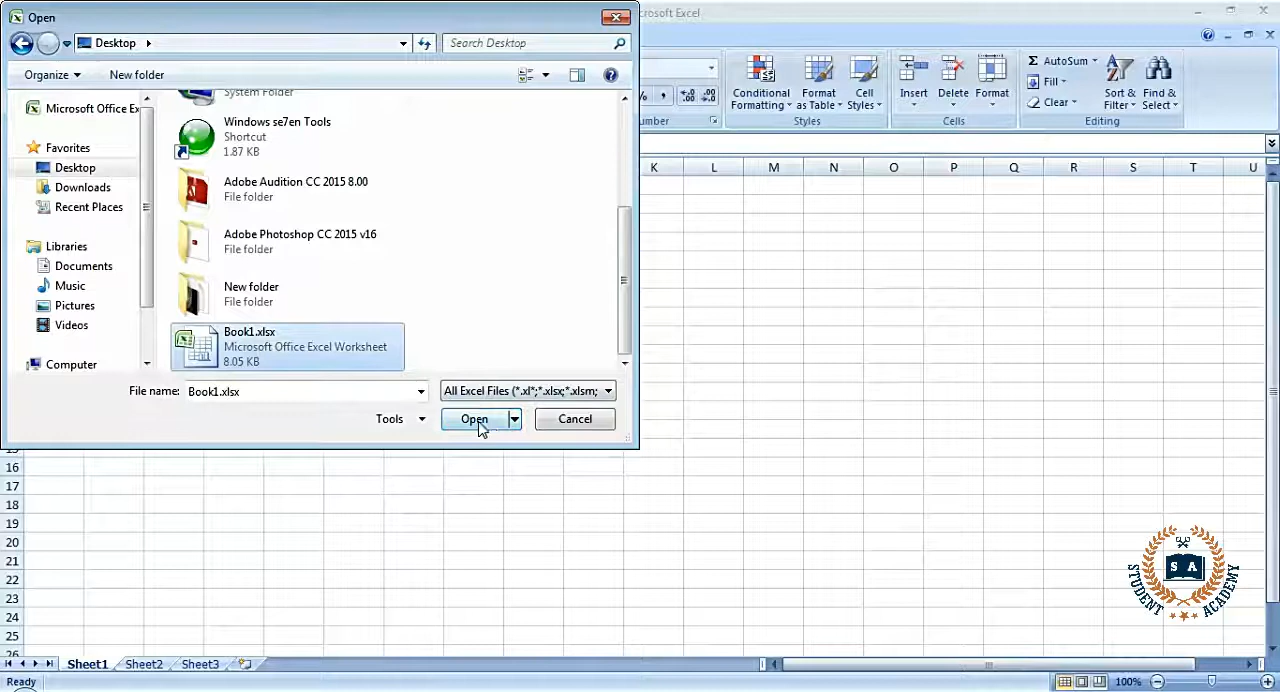 Open
crosoft Excel
Desktop
Search Desktop
Organize
New folder
System Folder
Microsoft Office Ex
Windows se7en Tools
Shortcut
1.87 KB
Favorites
Desktop
Downloads
Recent Places
Adobe Audition CC 2015 8.00
File folder
Libraries
Documents
Music
Pictures
Videos
Adobe Photoshop CC 2015 v16
File folder
New folder
File folder
Book1.xlsx
Microsoft Office Excel Worksheet
8.05 KB
Computer
File name: Book1.xlsx
All Excel Files (*.xl*;*.xlsx;*.xlsm;
Tools
Open
Cancel
Conditional Formatting
Format as Table
Cell Styles
Insert
Delete
Format
Σ AutoSum
Fill
Clear
Sort & Filter
Find & Select
% , .00
umber
Styles
Cells
Editing
K L M N O P Q R S T U
15
16
17
18
19
20
21
22
23
24
25
26
S A
STUDENT ACADEMY
Sheet1 Sheet2 Sheet3
Ready
100%